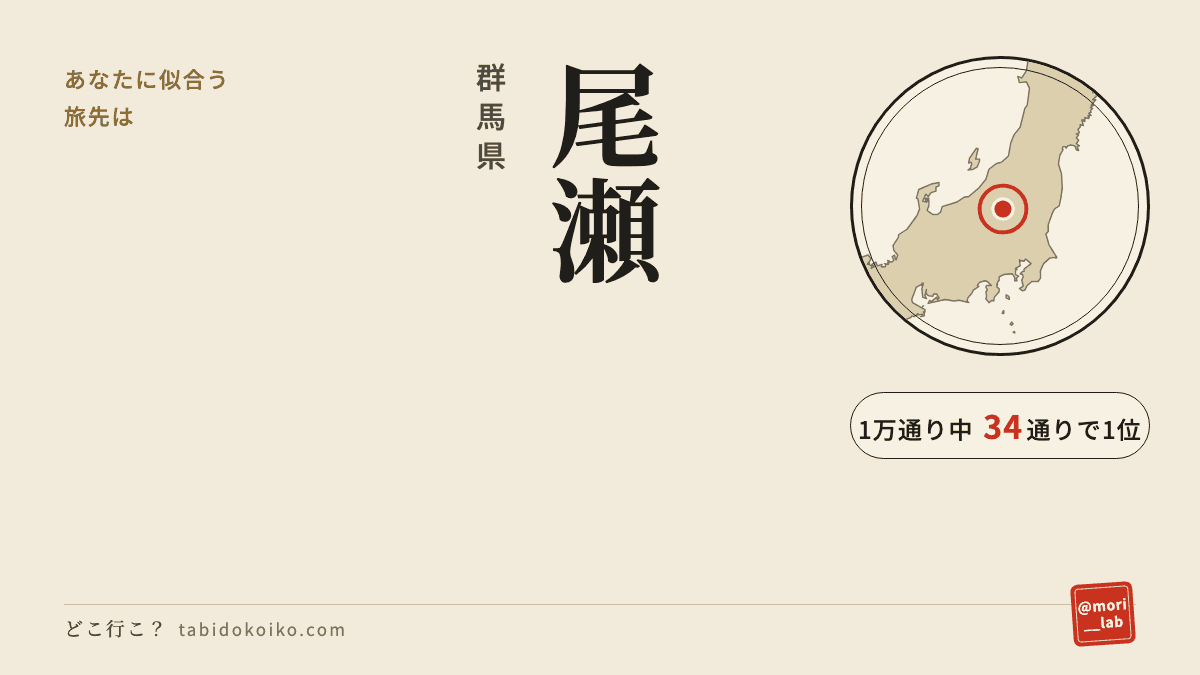 あなたに似合う
旅先は
尾瀬
群馬県
1万通り中 34通りで1位
どこ行こ？ tabidokoiko.com
@mori
__lab